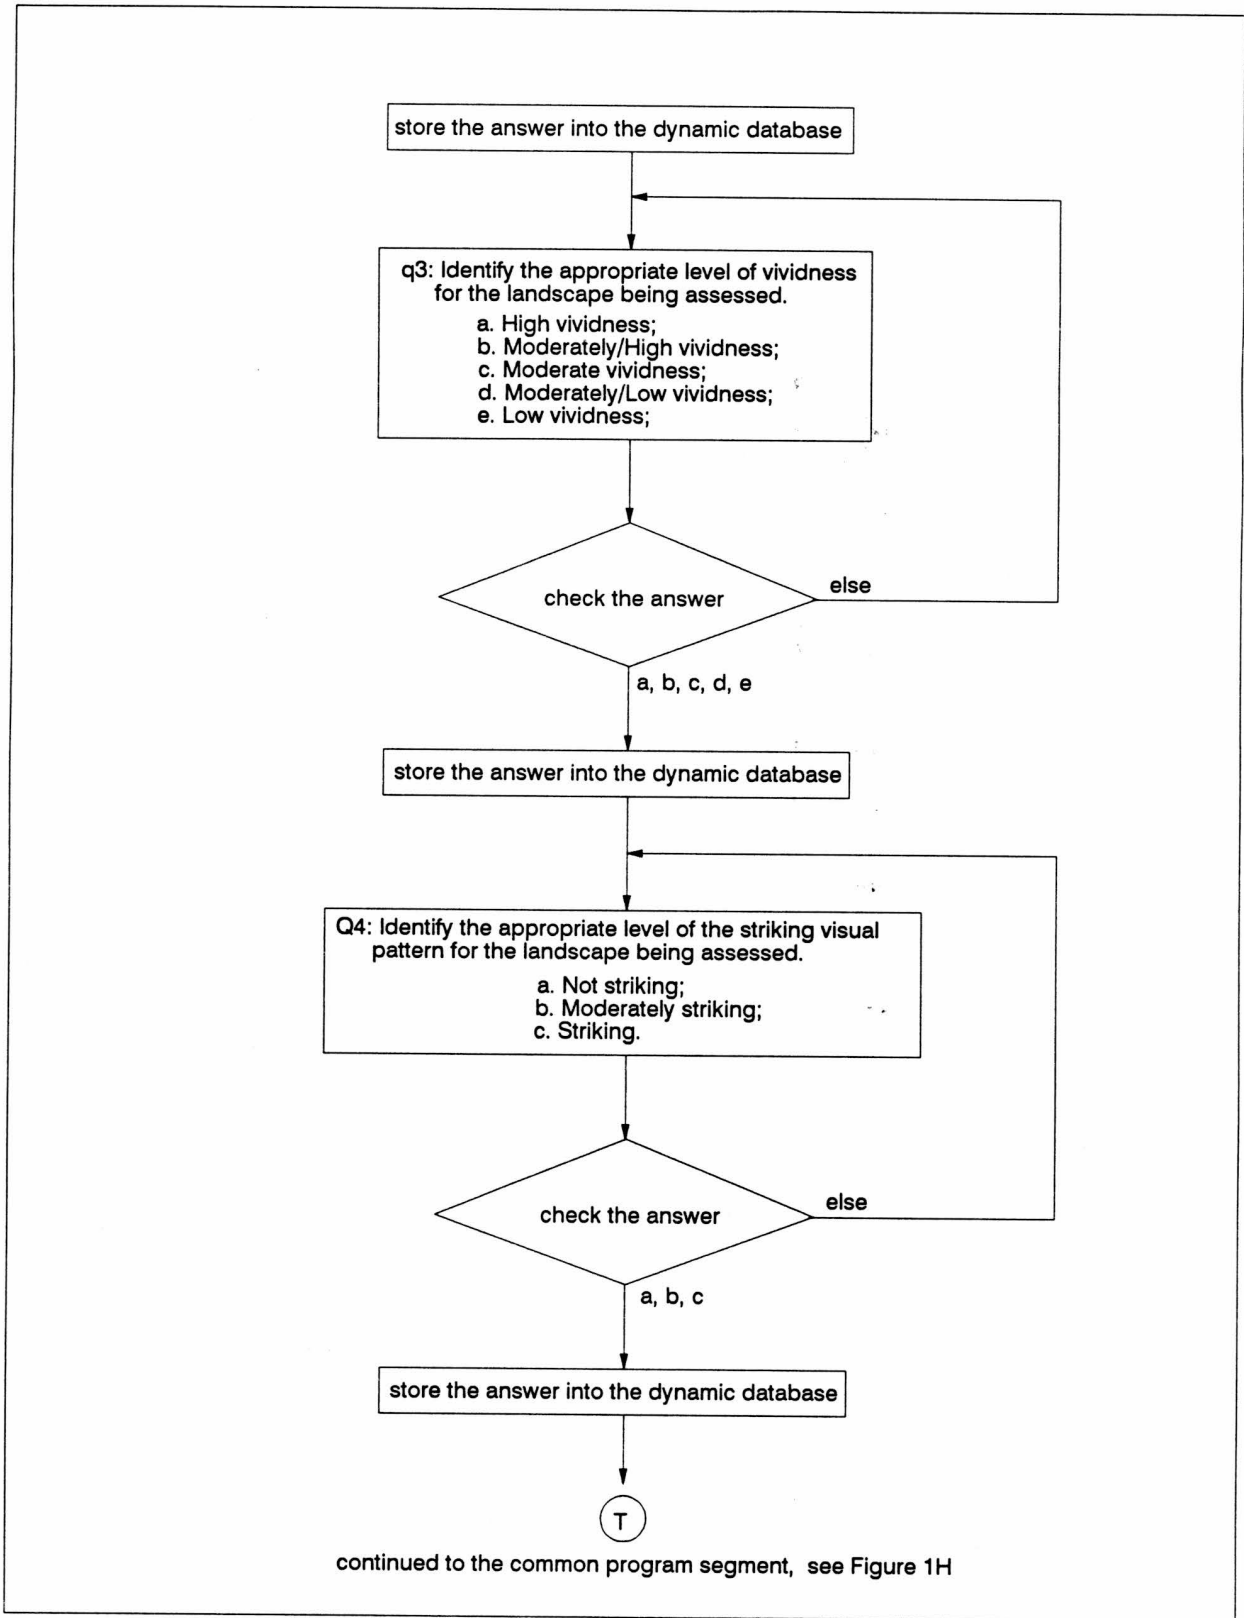 store the answer into the dynamic database
q3: Identify the appropriate level of vividness
for the landscape being assessed.
a. High vividness;
b. Moderately/High vividness;
c. Moderate vividness;
d. Moderately/Low vividness;
e. Low vividness;
check the answer
else
a, b, c, d, e
store the answer into the dynamic database
Q4: Identify the appropriate level of the striking visual
pattern for the landscape being assessed.
a. Not striking;
b. Moderately striking;
c. Striking.
check the answer
else
a, b, c
store the answer into the dynamic database
T
continued to the common program segment, see Figure 1H